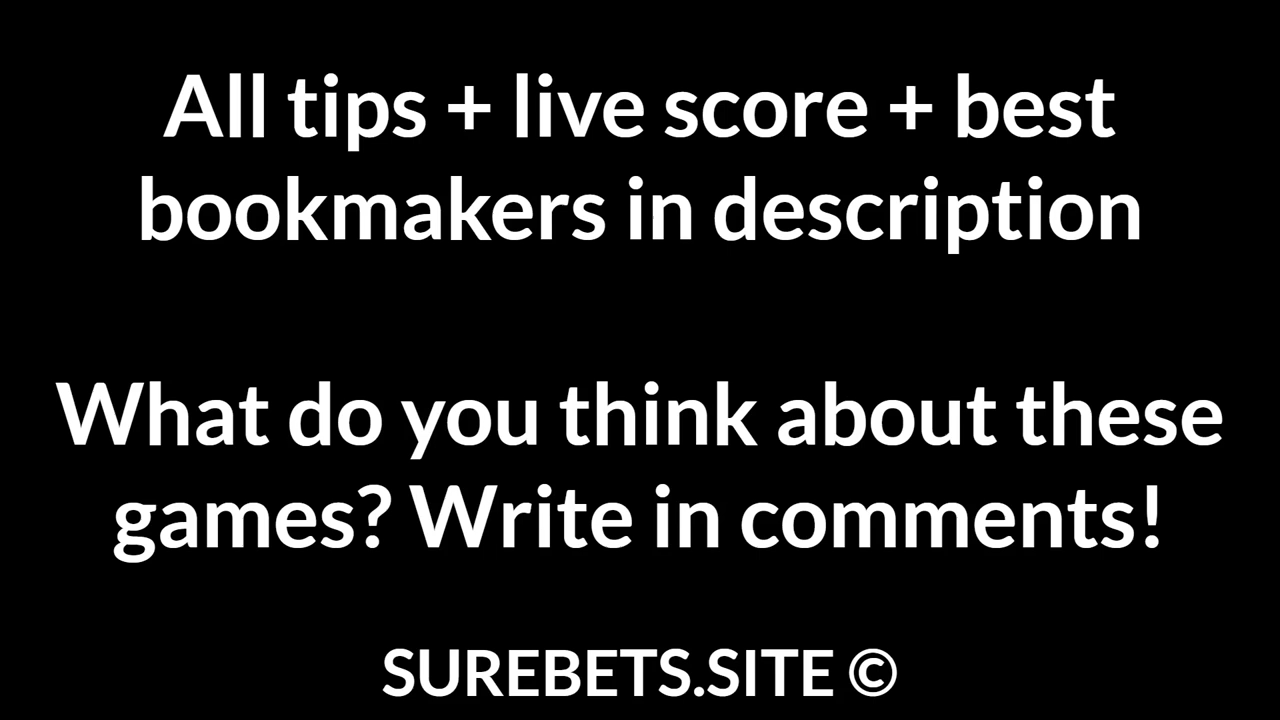 All tips + live score + best
bookmakers in description
What do you think about these
games? Write in comments!
SUREBETS.SITE ©